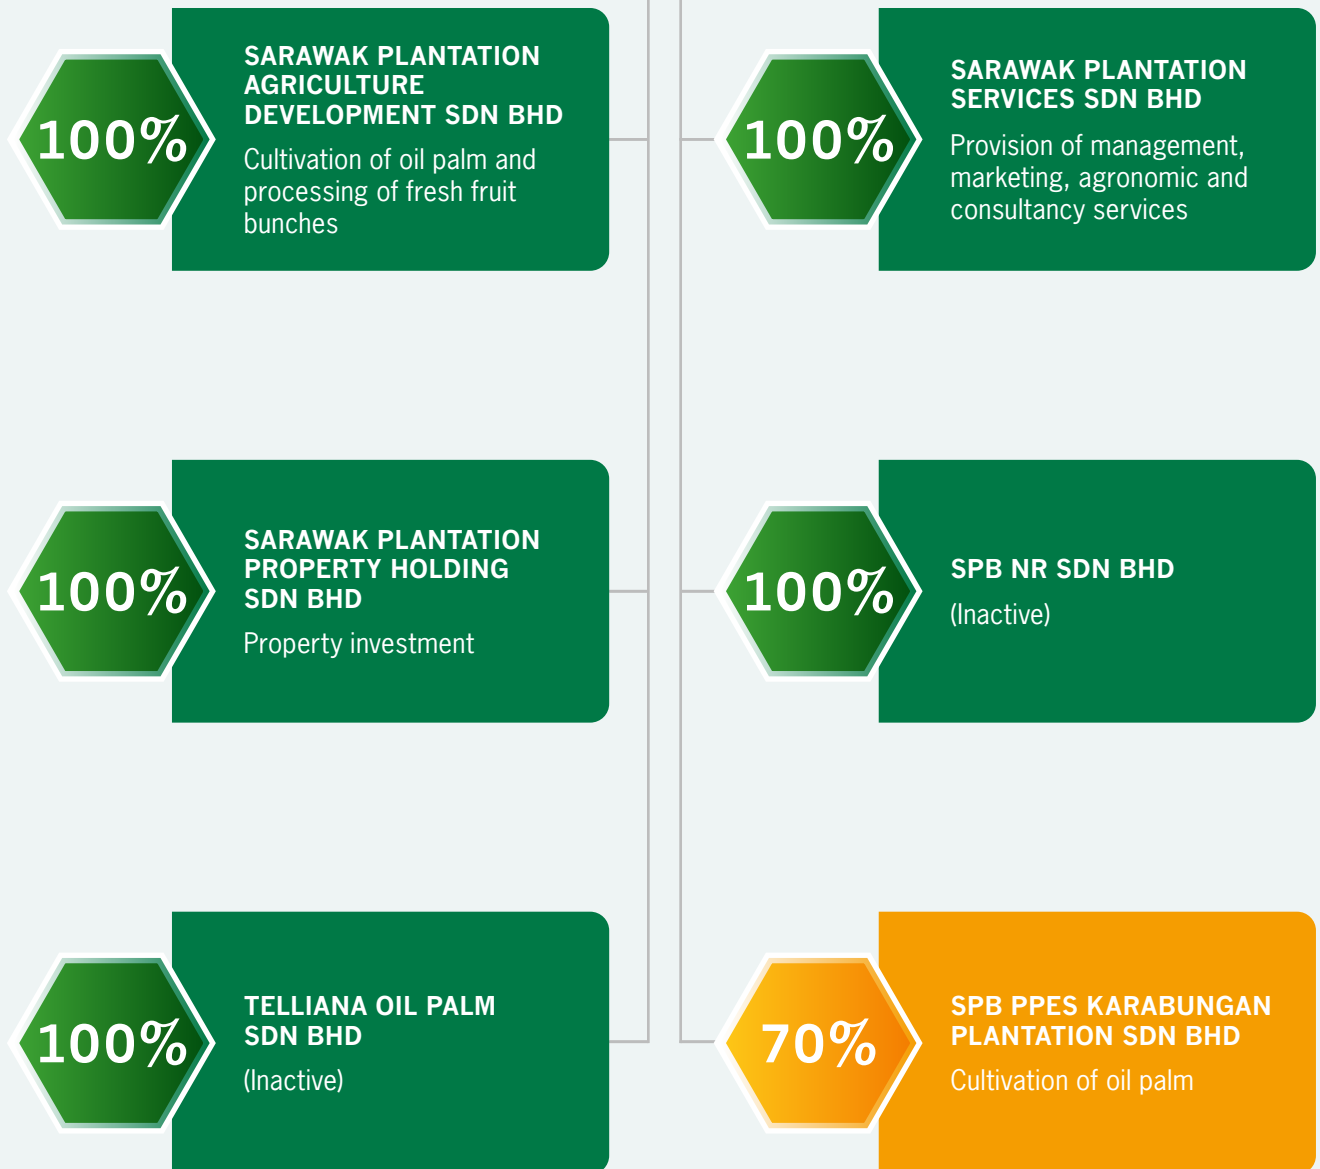 100%
SARAWAK PLANTATION
AGRICULTURE
DEVELOPMENT SDN BHD
Cultivation of oil palm and
processing of fresh fruit
bunches
100%
SARAWAK PLANTATION
SERVICES SDN BHD
Provision of management,
marketing, agronomic and
consultancy services
100%
SARAWAK PLANTATION
PROPERTY HOLDING
SDN BHD
Property investment
100%
SPB NR SDN BHD
(Inactive)
100%
TELLIANA OIL PALM
SDN BHD
(Inactive)
70%
SPB PPES KARABUNGAN
PLANTATION SDN BHD
Cultivation of oil palm